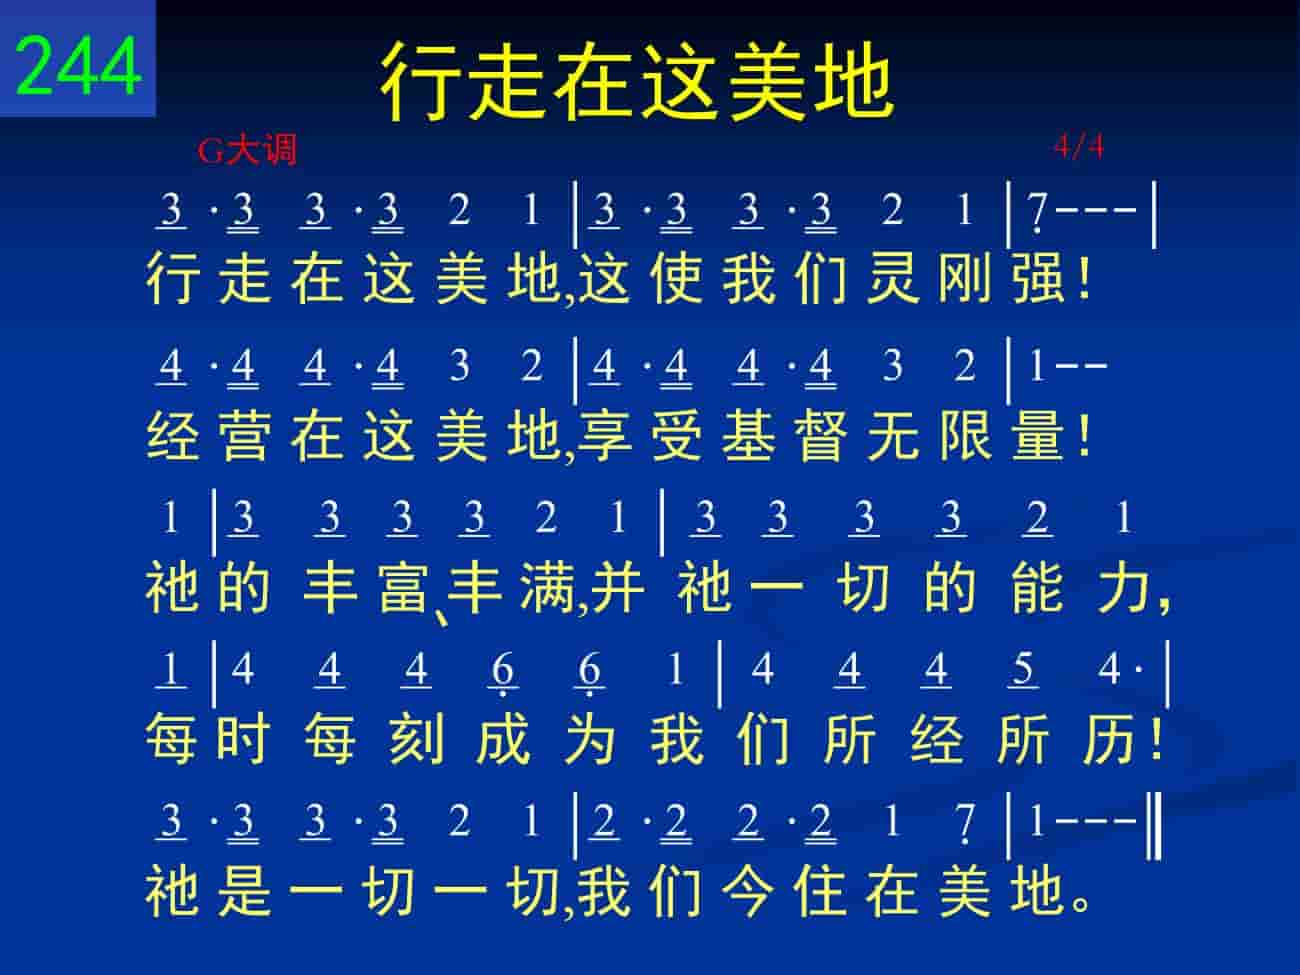 244
行走在这美地
G大调 4/4
3·3 3·3 2 1 | 3·3 3·3 2 1 | 7--- |
行走在这美地,这使我们灵刚强!
4·4 4·4 3 2 | 4·4 4·4 3 2 | 1--
经营在这美地,享受基督无限量!
1 | 3 3 3 3 2 1 | 3 3 3 3 2 1
祂的丰富、丰满,并祂一切的能力,
1 | 4 4 4 6 6 1 | 4 4 4 5 4· |
每时每刻成为我们所经所历!
3·3 3·3 2 1 | 2·2 2·2 1 7 | 1--- ‖
祂是一切一切,我们今住在美地。